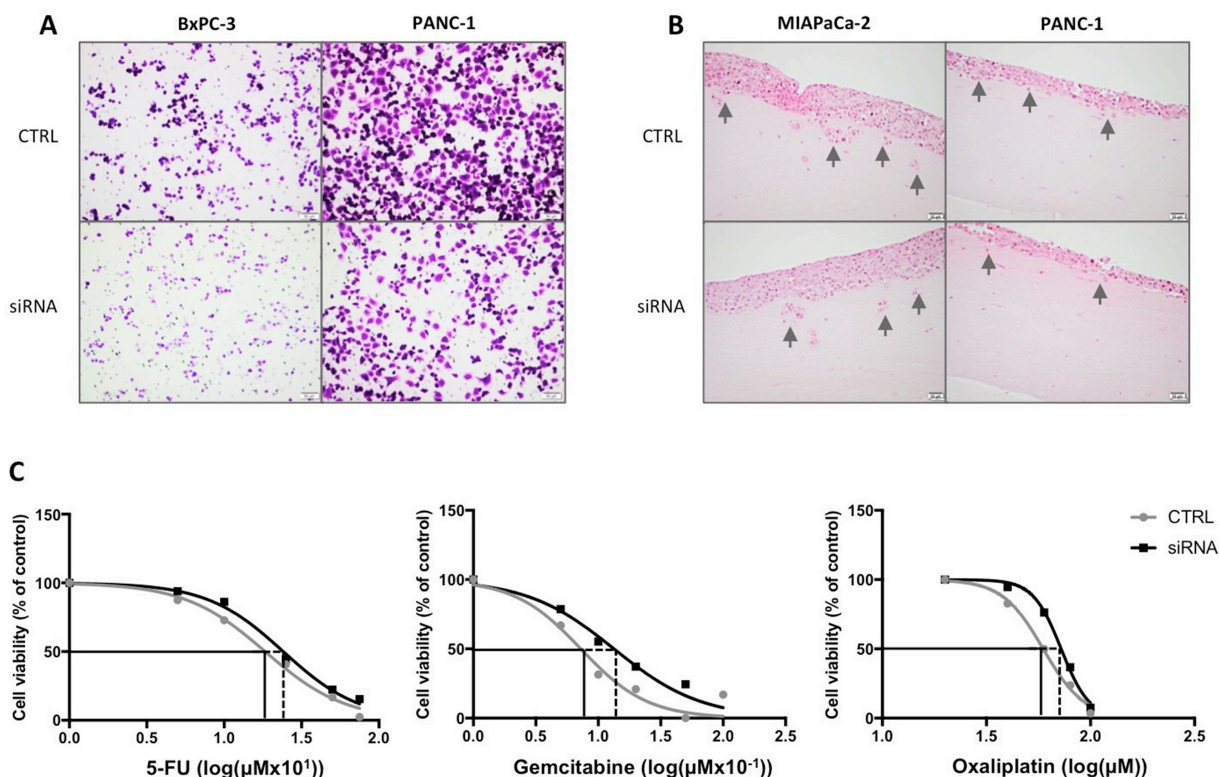 A
BxPC-3
PANC-1
CTRL
siRNA
B
MIAPaCa-2
PANC-1
CTRL
siRNA
C
Cell viability (% of control)
150
100
50
0
0.0 0.5 1.0 1.5 2.0
5-FU (log(µMx10¹))
Cell viability (% of control)
150
100
50
0
0.0 0.5 1.0 1.5 2.0 2.5
Gemcitabine (log(µMx10⁻¹))
Cell viability (% of control)
150
100
50
0
1.0 1.5 2.0 2.5
Oxaliplatin (log(µM))
CTRL
siRNA